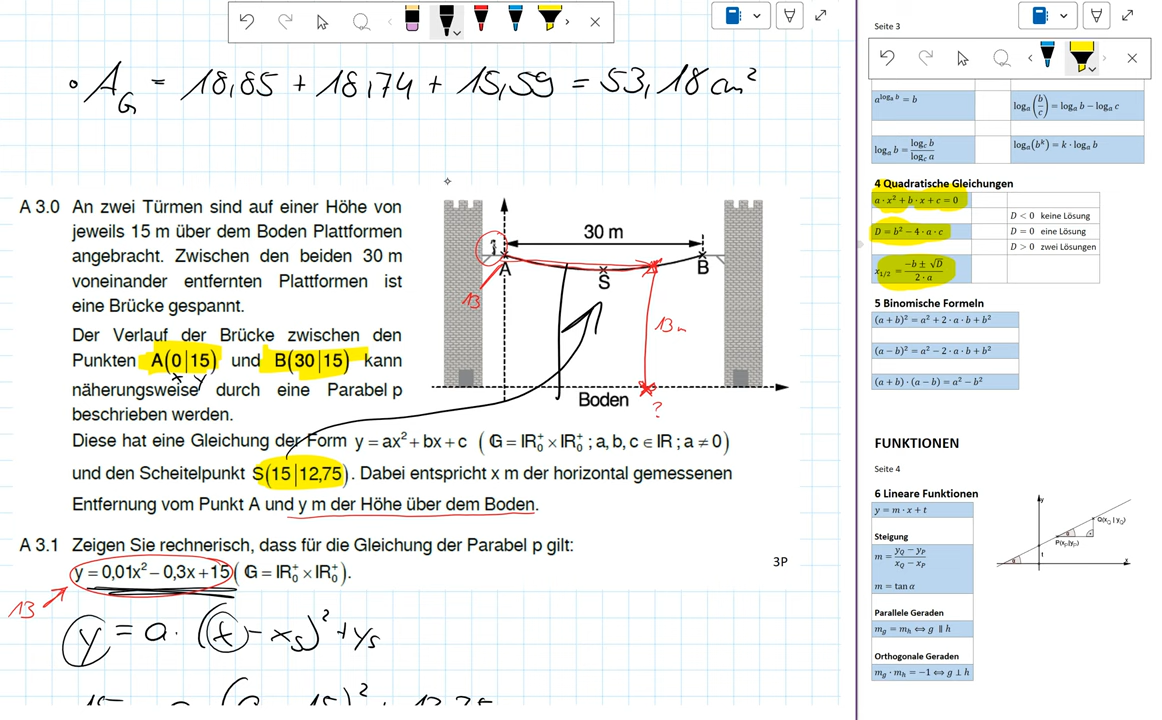 • A_G = 18,85 + 18,74 + 15,59 = 53,18 cm²
A 3.0 An zwei Türmen sind auf einer Höhe von
jeweils 15 m über dem Boden Plattformen
angebracht. Zwischen den beiden 30 m
voneinander entfernten Plattformen ist
eine Brücke gespannt.
Der Verlauf der Brücke zwischen den
Punkten A(0|15) und B(30|15) kann
x y
näherungsweise durch eine Parabel p
beschrieben werden.
30 m
A
S
B
13
13 m
Boden
?
Diese hat eine Gleichung der Form y = ax² + bx + c ( G = IR₀⁺ × IR₀⁺ ; a, b, c ∈ IR ; a ≠ 0 )
und den Scheitelpunkt S(15|12,75). Dabei entspricht x m der horizontal gemessenen
Entfernung vom Punkt A und y m der Höhe über dem Boden.
A 3.1 Zeigen Sie rechnerisch, dass für die Gleichung der Parabel p gilt:
y = 0,01x² − 0,3x + 15 ( G = IR₀⁺ × IR₀⁺ ).
3P
13
y = a · (x − x_S)² + y_S
Seite 3
a^(log_a b) = b
log_a (b/c) = log_a b − log_a c
log_a b = log_c b / log_c a
log_a (b^k) = k · log_a b
4 Quadratische Gleichungen
a · x² + b · x + c = 0
D < 0 keine Lösung
D = b² − 4 · a · c
D = 0 eine Lösung
D > 0 zwei Lösungen
x_1/2 = (−b ± √D) / (2 · a)
5 Binomische Formeln
(a + b)² = a² + 2 · a · b + b²
(a − b)² = a² − 2 · a · b + b²
(a + b) · (a − b) = a² − b²
FUNKTIONEN
Seite 4
6 Lineare Funktionen
y = m · x + t
Steigung
m = (y_Q − y_P) / (x_Q − x_P)
m = tan α
Parallele Geraden
m_g = m_h ⇔ g ∥ h
Orthogonale Geraden
m_g · m_h = −1 ⇔ g ⊥ h
y
Q(x_Q|y_Q)
P(x_P|y_P)
t
x